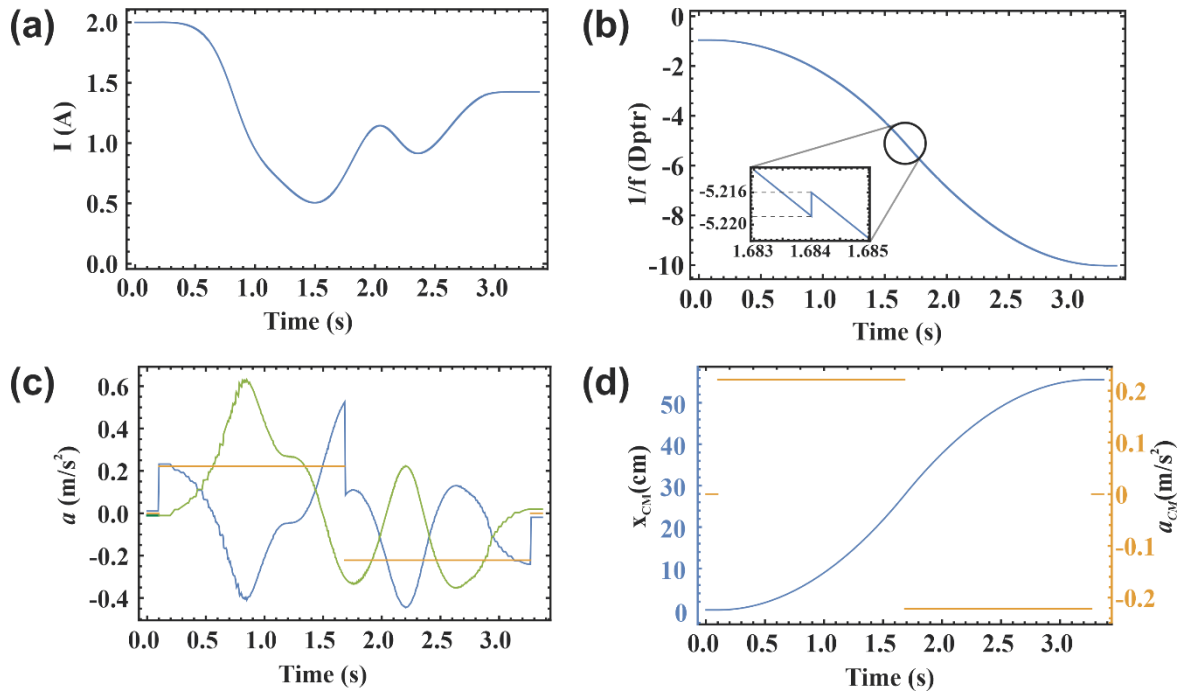 (a)
2.0
1.5
1.0
0.5
0.0
I (A)
0.0 0.5 1.0 1.5 2.0 2.5 3.0
Time (s)
(b)
0
-2
-4
-6
-8
-10
1/f (Dptr)
-5.216
-5.220
1.683 1.684 1.685
0.0 0.5 1.0 1.5 2.0 2.5 3.0
Time (s)
(c)
0.6
0.4
0.2
0.0
-0.2
-0.4
a (m/s²)
0.0 0.5 1.0 1.5 2.0 2.5 3.0
Time (s)
(d)
50
40
30
20
10
0
x_CM(cm)
0.2
0.1
0
-0.1
-0.2
a_CM(m/s²)
0.0 0.5 1.0 1.5 2.0 2.5 3.0
Time (s)